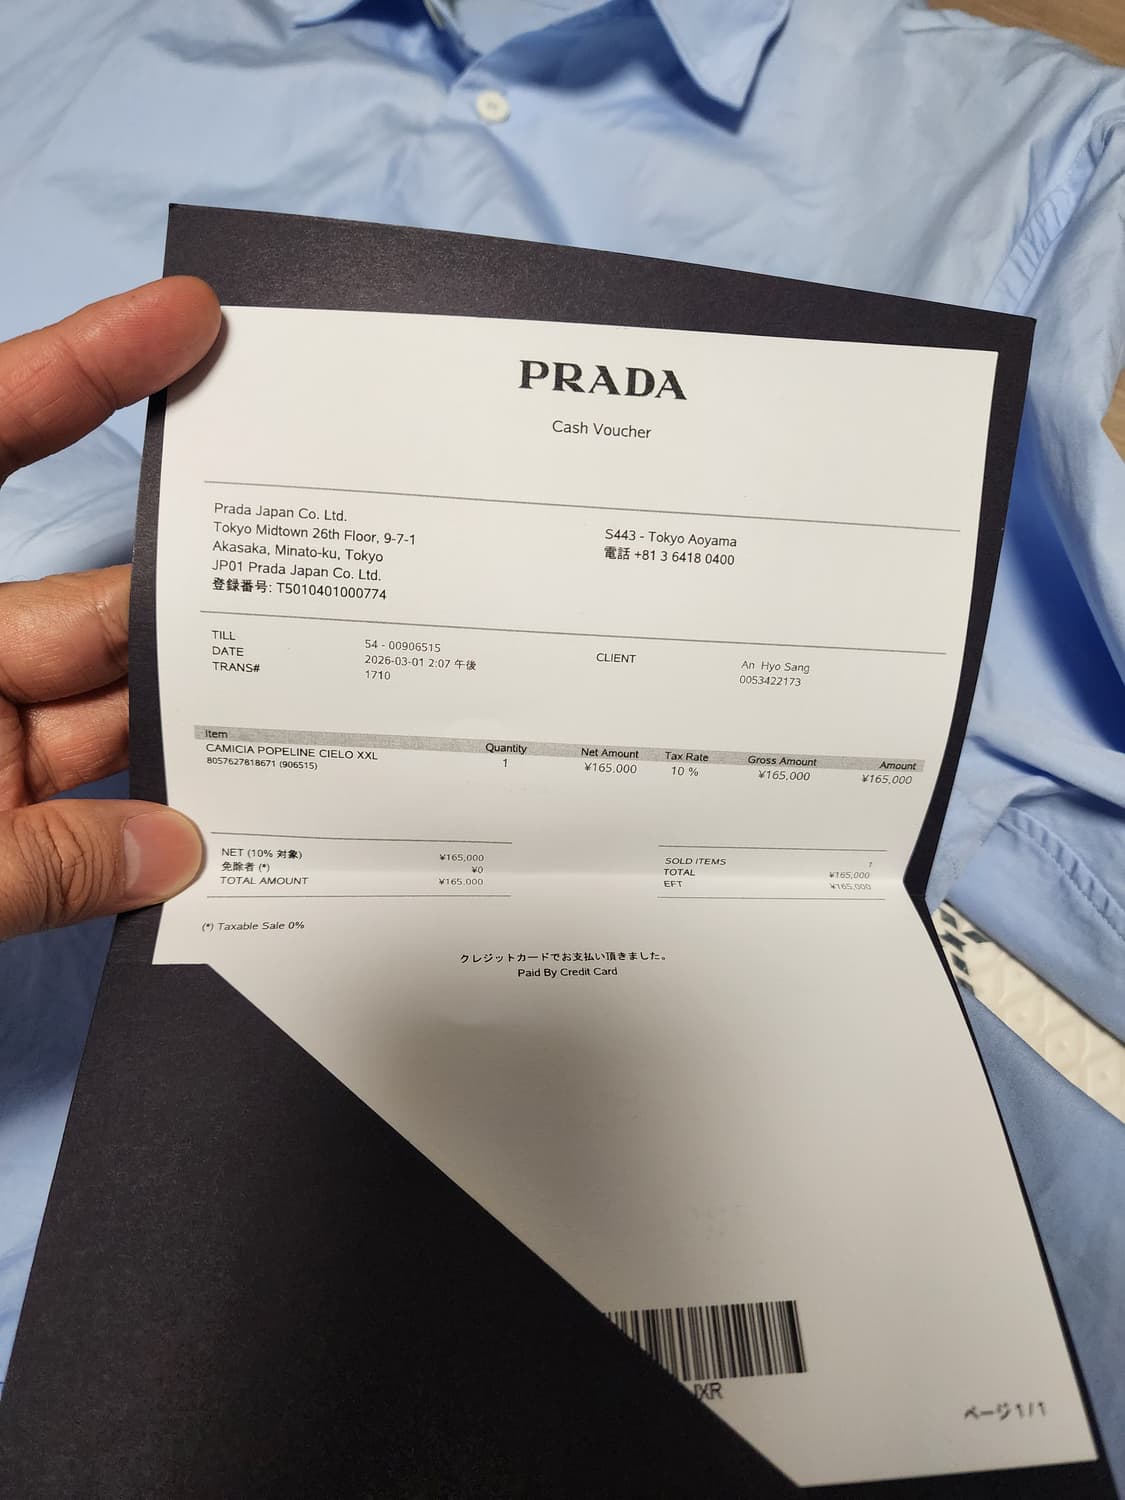 PRADA
Cash Voucher
Prada Japan Co. Ltd.
Tokyo Midtown 26th Floor, 9-7-1
Akasaka, Minato-ku, Tokyo
JP01 Prada Japan Co. Ltd.
登録番号: T5010401000774
S443 - Tokyo Aoyama
電話 +81 3 6418 0400
TILL 54 - 00906515
DATE 2026-03-01 2:07 午後
TRANS# 1710
CLIENT An Hyo Sang
0053422173
Item Quantity Net Amount Tax Rate Gross Amount Amount
CAMICIA POPELINE CIELO XXL 1 ¥165,000 10 % ¥165,000 ¥165,000
8057627818671 (906515)
NET (10% 対象) ¥165,000
免除者 (*) ¥0
TOTAL AMOUNT ¥165,000
SOLD ITEMS 1
TOTAL ¥165,000
EFT ¥165,000
(*) Taxable Sale 0%
クレジットカードでお支払い頂きました。
Paid By Credit Card
ページ 1 / 1